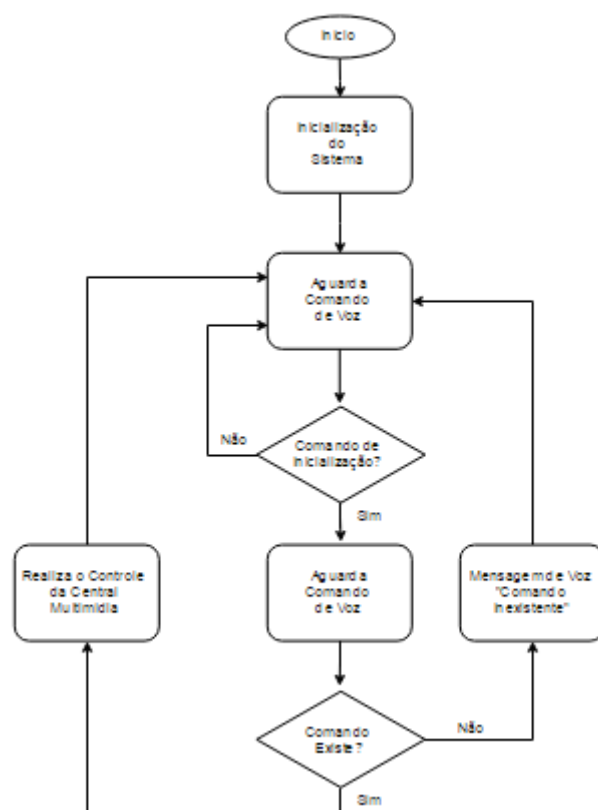 Início
Inicialização
do
Sistema
Aguarda
Comando
de Voz
Não
Comando de
Inicialização?
Sim
Realiza o Controle
da Central
Multimídia
Aguarda
Comando
de Voz
Mensagem de Voz
"Comando
Inexistente"
Comando
Existe?
Não
Sim